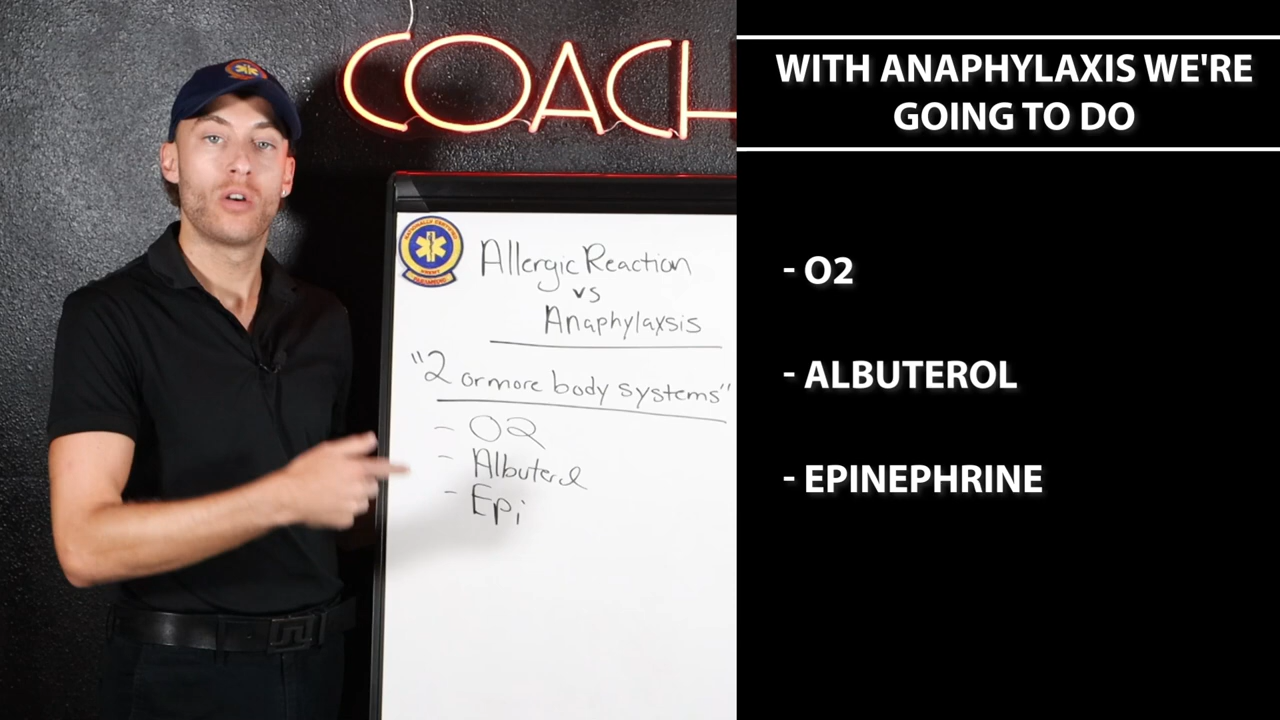 COACH
Allergic Reaction
vs
Anaphylaxsis
"2 or more body systems"
- O2
- Albuterol
- Epi
WITH ANAPHYLAXIS WE'RE
GOING TO DO
- O2
- ALBUTEROL
- EPINEPHRINE